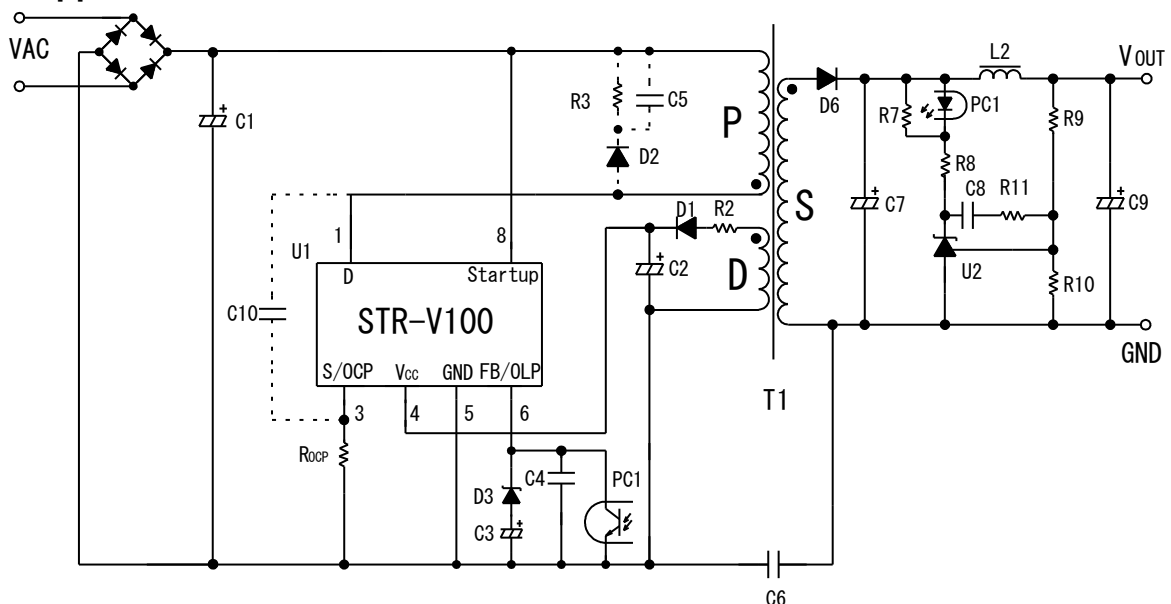 VAC
C1
R3
C5
D2
P
D6
L2
VOUT
R7
PC1
R9
R8
C8
R11
C7
C9
S
D1
R2
C2
D
U2
R10
GND
T1
U1
1
8
D
Startup
STR-V100
C10
S/OCP
VCC
GND
FB/OLP
3
4
5
6
ROCP
D3
C4
PC1
C3
C6